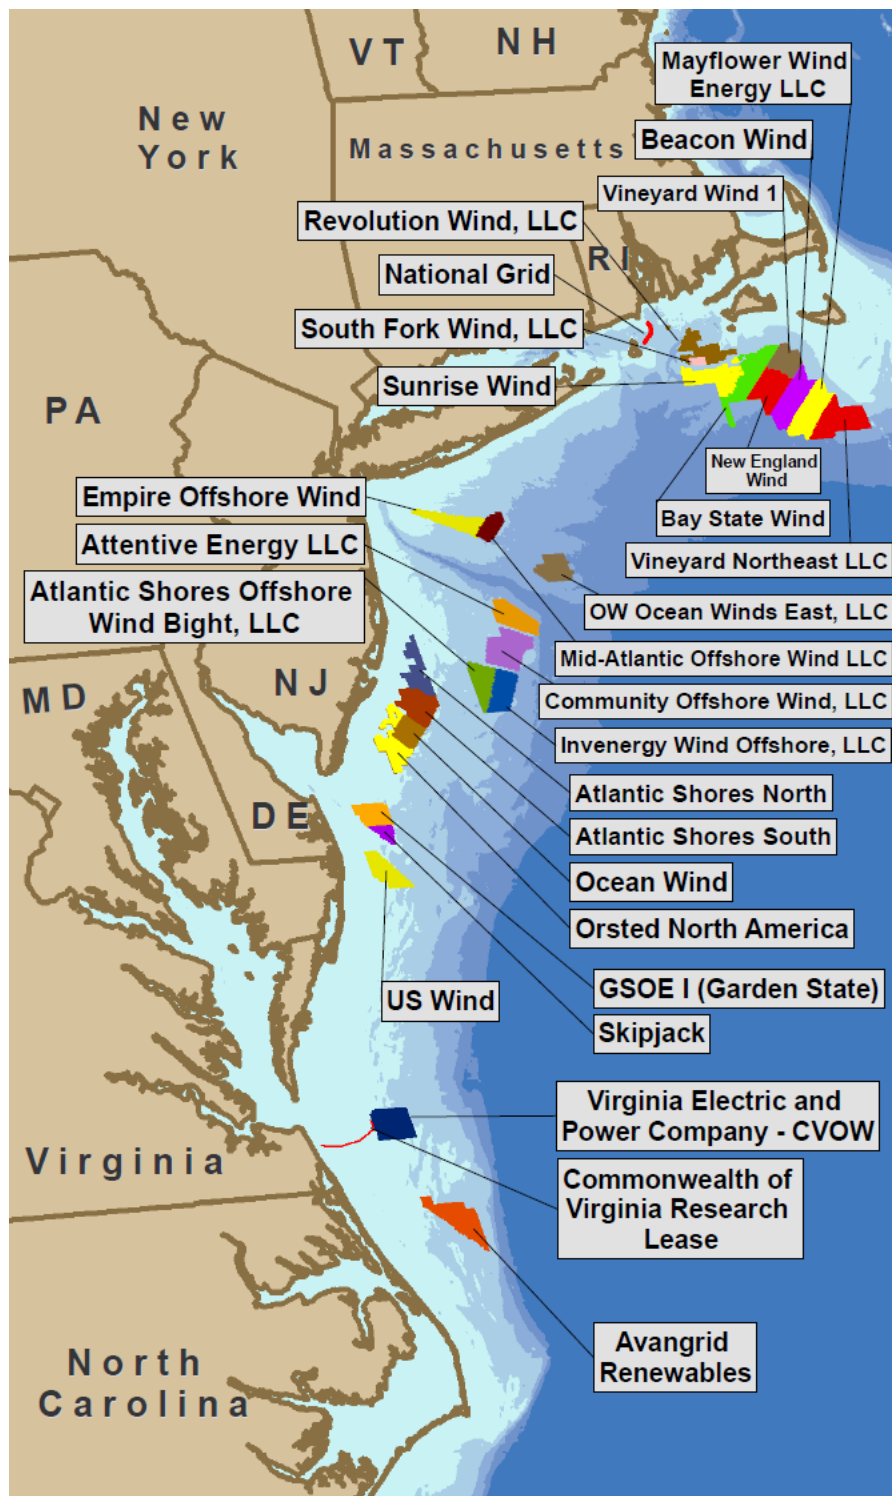 VT
NH
Mayflower Wind
Energy LLC
New
York
Massachusetts
Beacon Wind
Vineyard Wind 1
Revolution Wind, LLC
RI
National Grid
South Fork Wind, LLC
Sunrise Wind
PA
New England
Wind
Empire Offshore Wind
Bay State Wind
Attentive Energy LLC
Vineyard Northeast LLC
Atlantic Shores Offshore
Wind Bight, LLC
OW Ocean Winds East, LLC
Mid-Atlantic Offshore Wind LLC
NJ
MD
Community Offshore Wind, LLC
Invenergy Wind Offshore, LLC
Atlantic Shores North
DE
Atlantic Shores South
Ocean Wind
Orsted North America
US Wind
GSOE I (Garden State)
Skipjack
Virginia Electric and
Power Company - CVOW
Virginia
Commonwealth of
Virginia Research
Lease
Avangrid
Renewables
North
Carolina